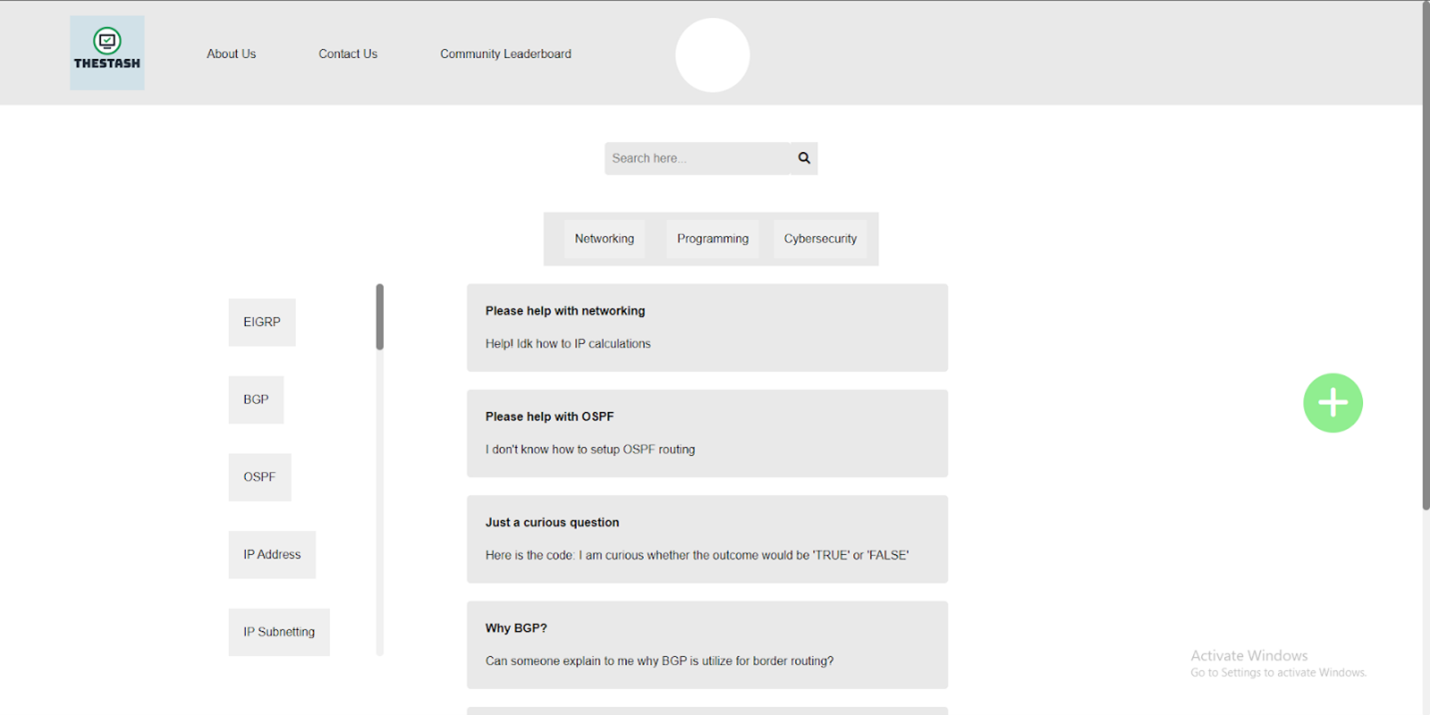 THESTASH
About Us
Contact Us
Community Leaderboard
Search here...
Networking
Programming
Cybersecurity
EIGRP
BGP
OSPF
IP Address
IP Subnetting
Please help with networking
Help! Idk how to IP calculations
Please help with OSPF
I don't know how to setup OSPF routing
Just a curious question
Here is the code: I am curious whether the outcome would be 'TRUE' or 'FALSE'
Why BGP?
Can someone explain to me why BGP is utilize for border routing?
Activate Windows
Go to Settings to activate Windows.